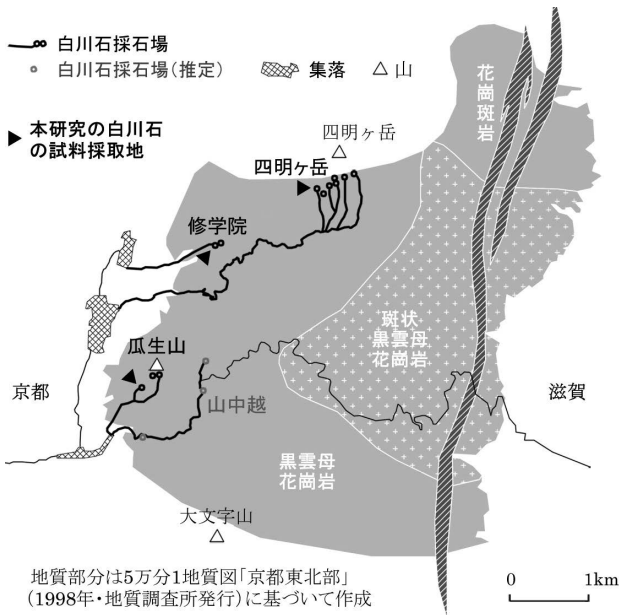 白川石採石場
白川石採石場(推定)
集落
山
本研究の白川石
の試料採取地
四明ヶ岳
四明ヶ岳
花崗斑岩
修学院
斑状
黒雲母
花崗岩
瓜生山
京都
滋賀
山中越
黒雲母
花崗岩
大文字山
地質部分は5万分1地質図「京都東北部」
(1998年・地質調査所発行)に基づいて作成
0 1km